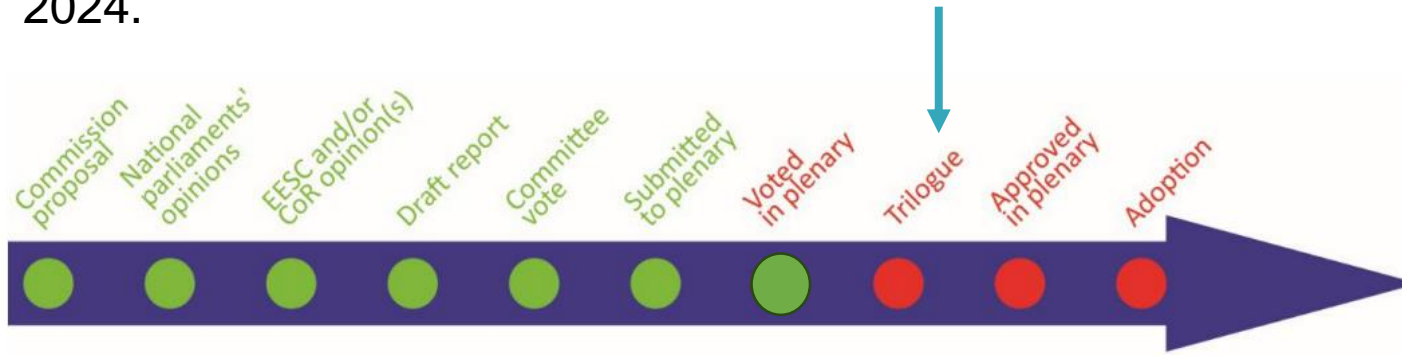 2024.
Commission
proposal
National
parliaments'
opinions
EESC and/or
CoR opinion(s)
Draft report
Committee
vote
Submitted
to plenary
Voted
in plenary
Trilogue
Approved
in plenary
Adoption